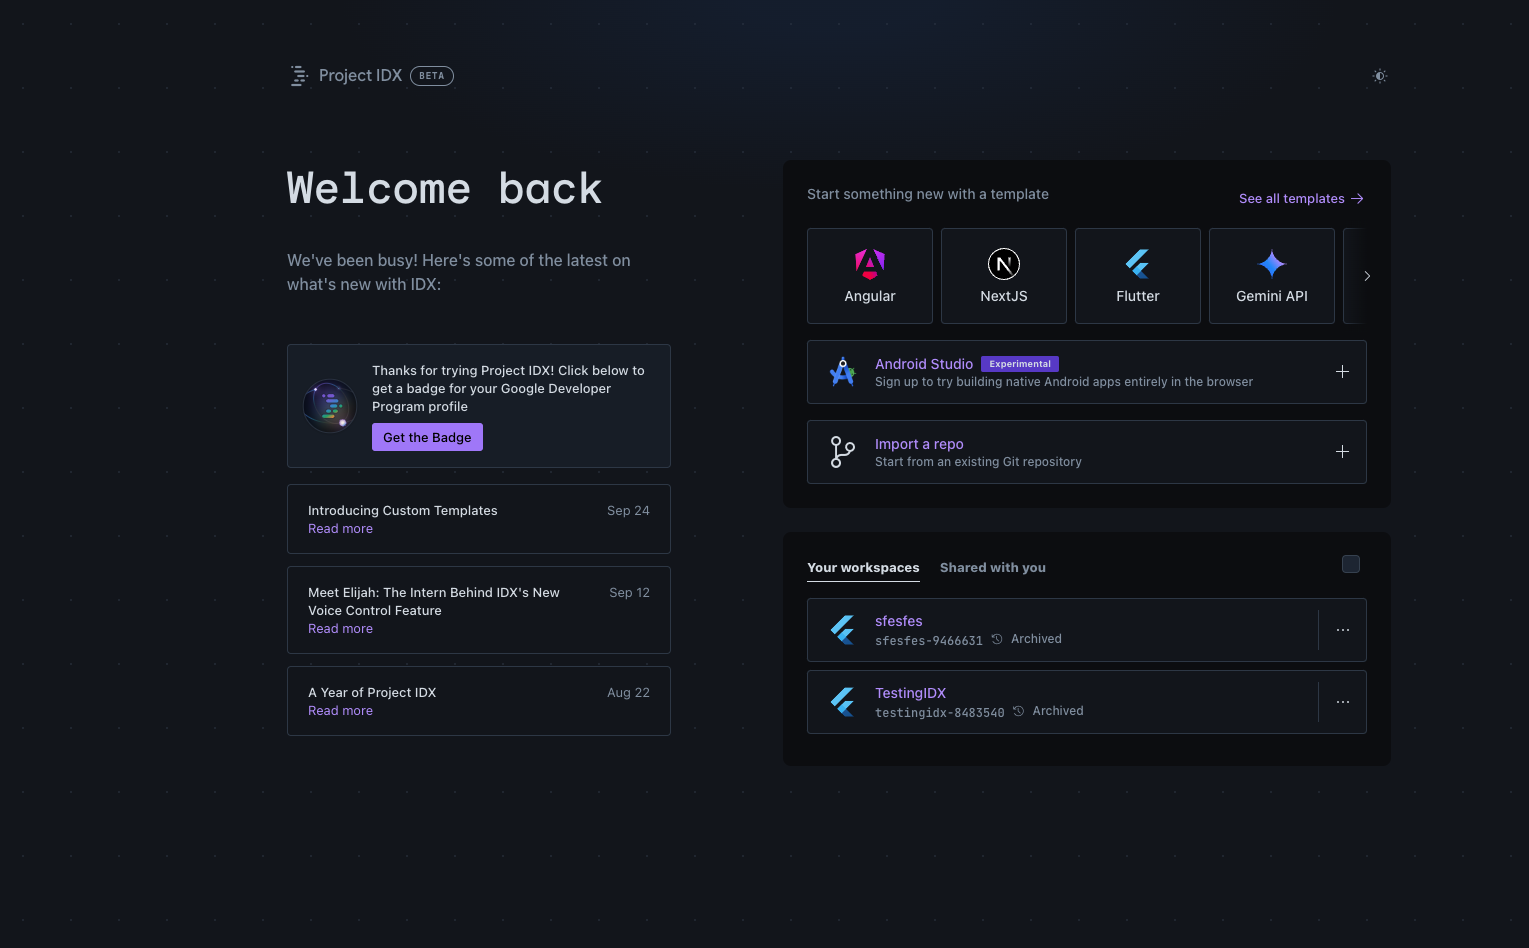 Project IDX BETA
Welcome back
We've been busy! Here's some of the latest on
what's new with IDX:
Thanks for trying Project IDX! Click below to
get a badge for your Google Developer
Program profile
Get the Badge
Introducing Custom Templates Sep 24
Read more
Meet Elijah: The Intern Behind IDX's New Sep 12
Voice Control Feature
Read more
A Year of Project IDX Aug 22
Read more
Start something new with a template See all templates →
Angular NextJS Flutter Gemini API
Android Studio Experimental
Sign up to try building native Android apps entirely in the browser
Import a repo
Start from an existing Git repository
Your workspaces Shared with you
sfesfes
sfesfes-9466631 Archived
TestingIDX
testingidx-8483540 Archived